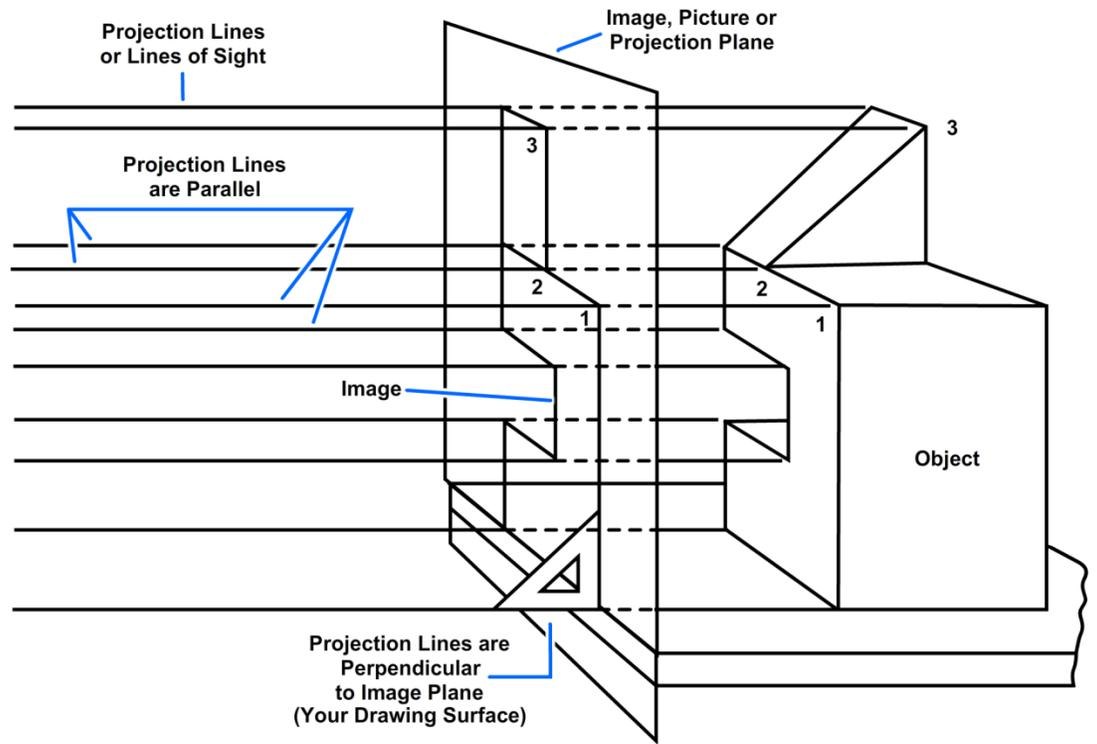 Projection Lines
or Lines of Sight
Image, Picture or
Projection Plane
3
3
Projection Lines
are Parallel
2
2
1
1
Image
Object
Projection Lines are
Perpendicular
to Image Plane
(Your Drawing Surface)